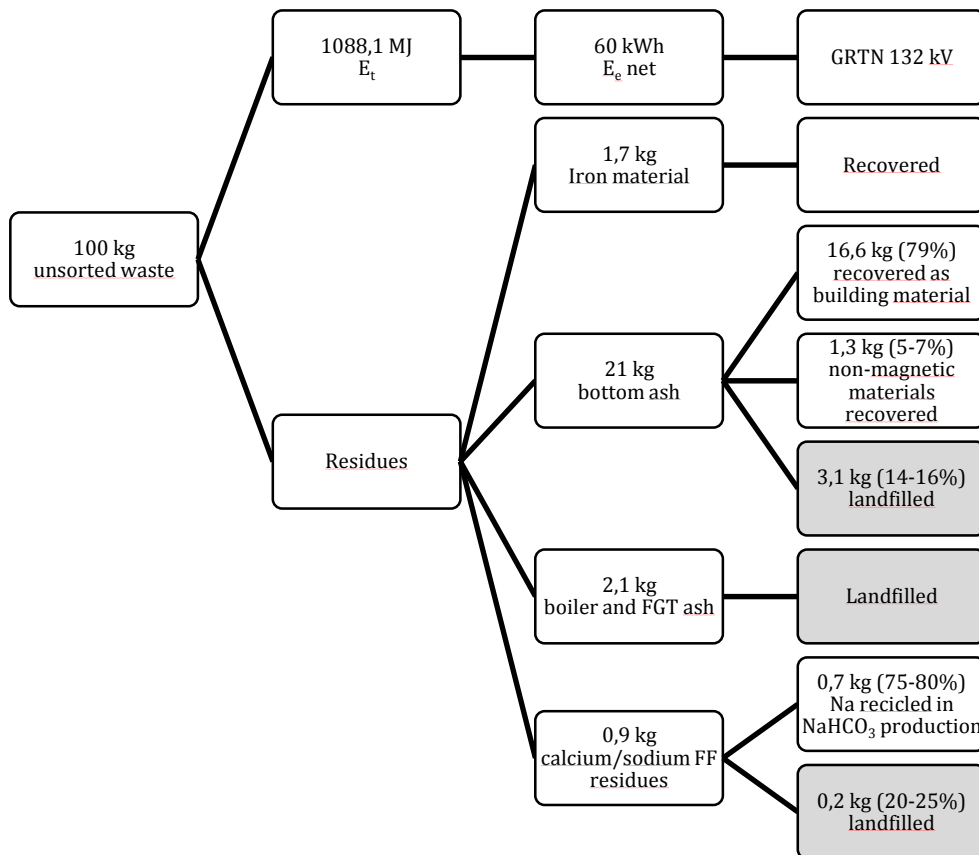 1088,1 MJ
Et
60 kWh
Ee net
GRTN 132 kV
1,7 kg
Iron material
Recovered
100 kg
unsorted waste
16,6 kg (79%)
recovered as
building material
21 kg
bottom ash
1,3 kg (5-7%)
non-magnetic
materials
recovered
Residues
3,1 kg (14-16%)
landfilled
2,1 kg
boiler and FGT ash
Landfilled
0,9 kg
calcium/sodium FF
residues
0,7 kg (75-80%)
Na recicled in
NaHCO3 production
0,2 kg (20-25%)
landfilled